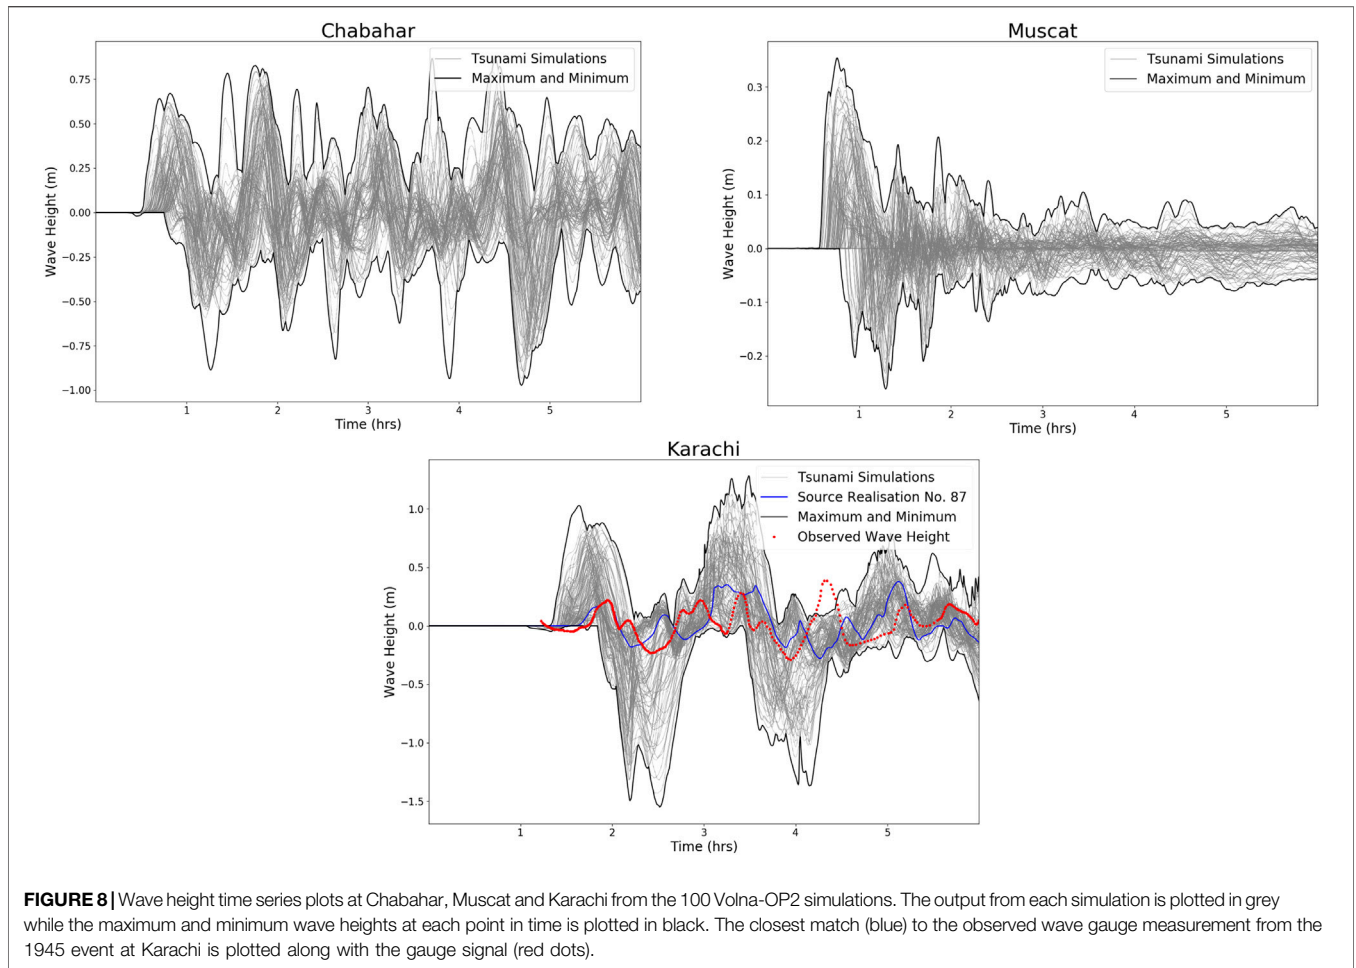 Chabahar
Tsunami Simulations
Maximum and Minimum
Wave Height (m)
0.75
0.50
0.25
0.00
−0.25
−0.50
−0.75
−1.00
1 2 3 4 5
Time (hrs)
Muscat
Tsunami Simulations
Maximum and Minimum
Wave Height (m)
0.3
0.2
0.1
0.0
−0.1
−0.2
1 2 3 4 5
Time (hrs)
Karachi
Tsunami Simulations
Source Realisation No. 87
Maximum and Minimum
Observed Wave Height
Wave Height (m)
1.0
0.5
0.0
−0.5
−1.0
−1.5
1 2 3 4 5
Time (hrs)
FIGURE 8 | Wave height time series plots at Chabahar, Muscat and Karachi from the 100 Volna-OP2 simulations. The output from each simulation is plotted in grey
while the maximum and minimum wave heights at each point in time is plotted in black. The closest match (blue) to the observed wave gauge measurement from the
1945 event at Karachi is plotted along with the gauge signal (red dots).